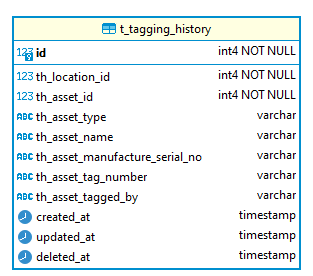 t_tagging_history
123 id int4 NOT NULL
123 th_location_id int4 NOT NULL
123 th_asset_id int4 NOT NULL
ABC th_asset_type varchar
ABC th_asset_name varchar
ABC th_asset_manufacture_serial_no varchar
ABC th_asset_tag_number varchar
ABC th_asset_tagged_by varchar
created_at timestamp
updated_at timestamp
deleted_at timestamp